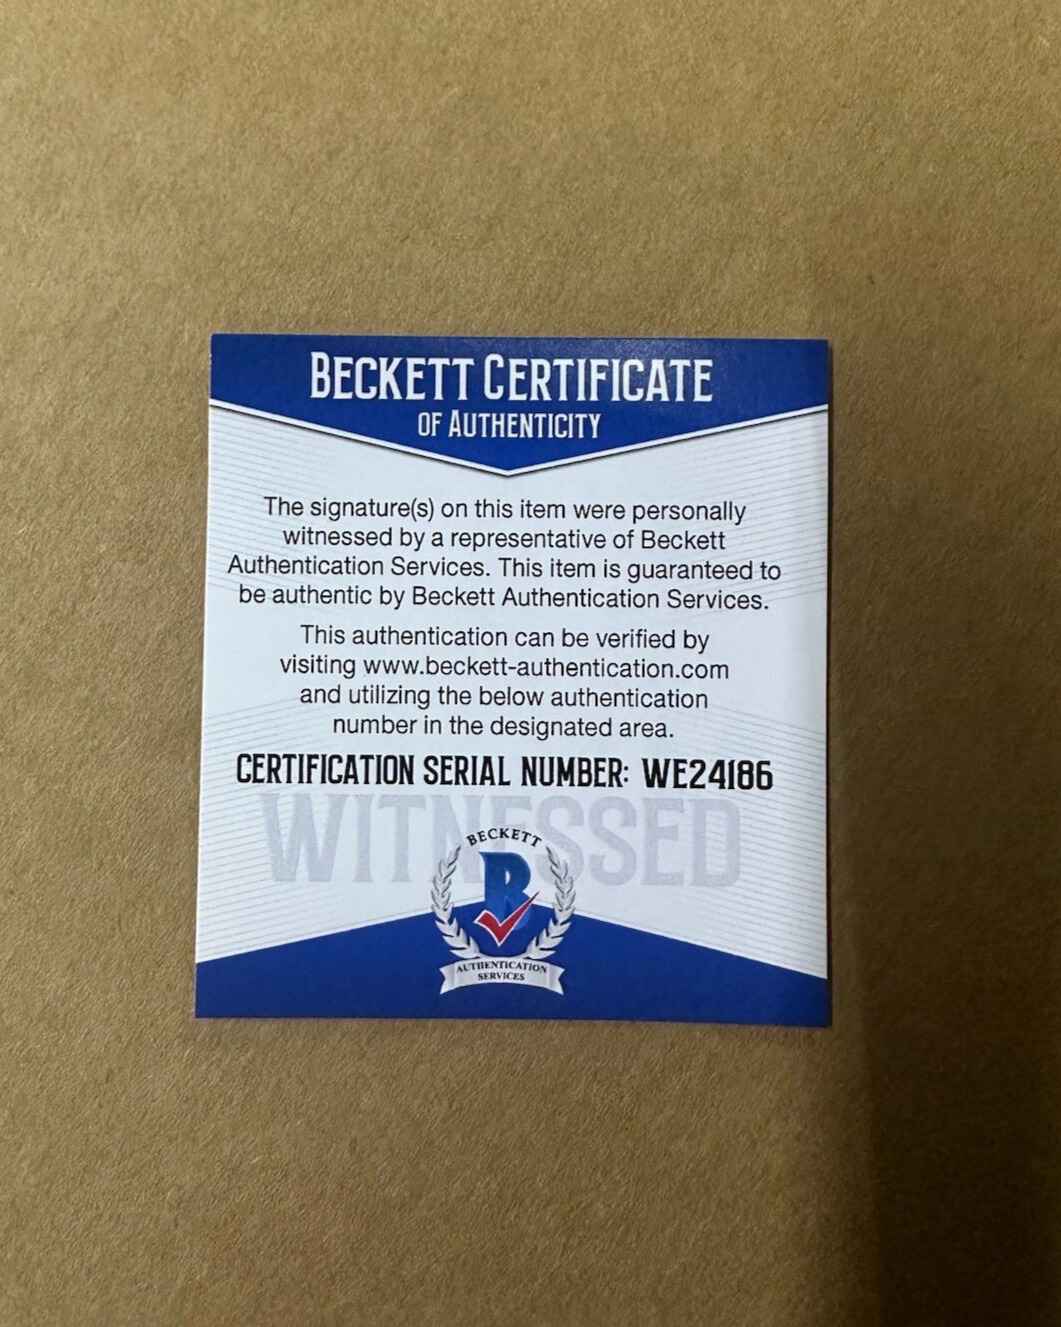 BECKETT CERTIFICATE
OF AUTHENTICITY
The signature(s) on this item were personally
witnessed by a representative of Beckett
Authentication Services. This item is guaranteed to
be authentic by Beckett Authentication Services.
This authentication can be verified by
visiting www.beckett-authentication.com
and utilizing the below authentication
number in the designated area.
CERTIFICATION SERIAL NUMBER: WE24186
WITNESSED
BECKETT
B
AUTHENTICATION
SERVICES